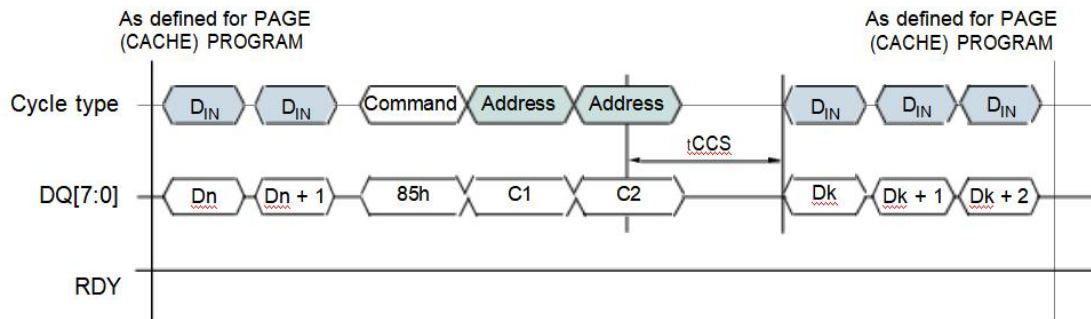 As defined for PAGE
(CACHE) PROGRAM
As defined for PAGE
(CACHE) PROGRAM
Cycle type
DIN
DIN
Command
Address
Address
DIN
DIN
DIN
tCCS
DQ[7:0]
Dn
Dn + 1
85h
C1
C2
Dk
Dk + 1
Dk + 2
RDY